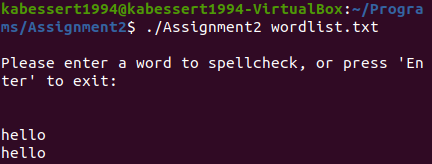 kabessert1994@kabessert1994-VirtualBox:~/Progra
ms/Assignment2$ ./Assignment2 wordlist.txt
Please enter a word to spellcheck, or press 'En
ter' to exit:
hello
hello